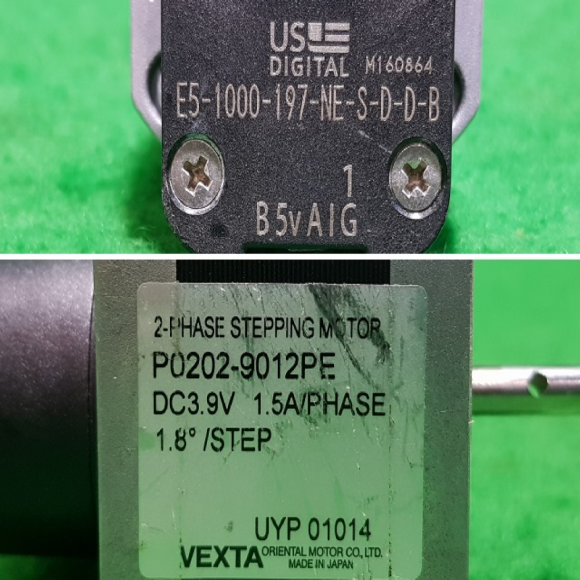 US
DIGITAL M160864
E5-1000-197-NE-S-D-D-B
1
B5vAIG
2-PHASE STEPPING MOTOR
P0202-9012PE
DC3.9V 1.5A/PHASE
1.8° /STEP
UYP 01014
VEXTA ORIENTAL MOTOR CO., LTD.
MADE IN JAPAN